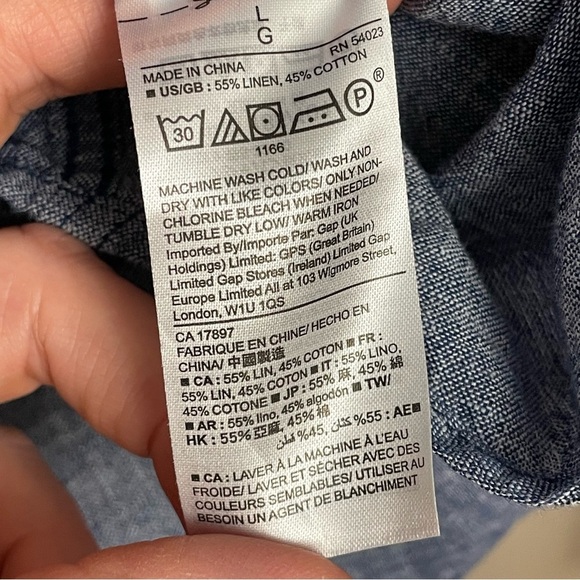 L
G
RN 54023
MADE IN CHINA
■ US/GB : 55% LINEN, 45% COTTON
30 P ®
1166
MACHINE WASH COLD/ WASH AND
DRY WITH LIKE COLORS/ ONLY NON-
CHLORINE BLEACH WHEN NEEDED/
TUMBLE DRY LOW/ WARM IRON
Imported By/Importe Par: Gap (UK
Holdings) Limited: GPS (Great Britain)
Limited Gap Stores (Ireland) Limited Gap
Europe Limited All at 103 Wigmore Street,
London, W1U 1QS
CA 17897
FABRIQUE EN CHINE/ HECHO EN
CHINA/ 中國製造
■ CA : 55% LIN, 45% COTON ■ FR :
55% LIN, 45% COTON ■ IT : 55% LINO,
45% COTONE ■ JP : 55% 麻, 45% 綿
■ AR : 55% lino, 45% algodón ■ TW/
HK : 55% 亞麻, 45% 棉
■AE : 55% كتان, 45% قطن
■ CA : LAVER À LA MACHINE À L'EAU
FROIDE/ LAVER ET SÉCHER AVEC DES
COULEURS SEMBLABLES/ UTILISER AU
BESOIN UN AGENT DE BLANCHIMENT